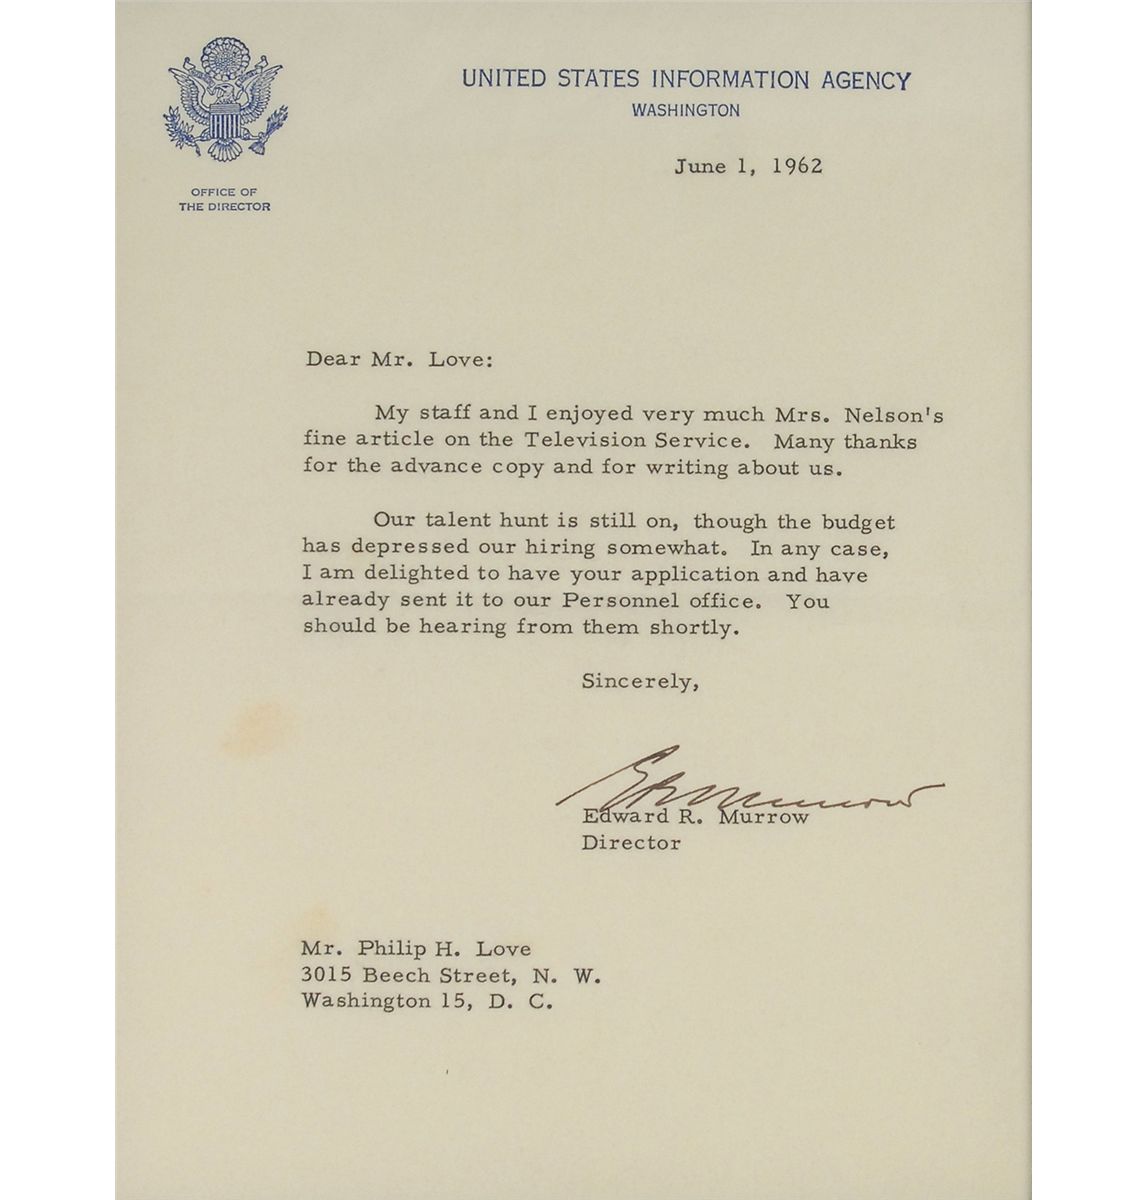 UNITED STATES INFORMATION AGENCY
WASHINGTON
OFFICE OF
THE DIRECTOR
June 1, 1962
Dear Mr. Love:
My staff and I enjoyed very much Mrs. Nelson's
fine article on the Television Service. Many thanks
for the advance copy and for writing about us.
Our talent hunt is still on, though the budget
has depressed our hiring somewhat. In any case,
I am delighted to have your application and have
already sent it to our Personnel office. You
should be hearing from them shortly.
Sincerely,
E R Murrow
Edward R. Murrow
Director
Mr. Philip H. Love
3015 Beech Street, N. W.
Washington 15, D. C.